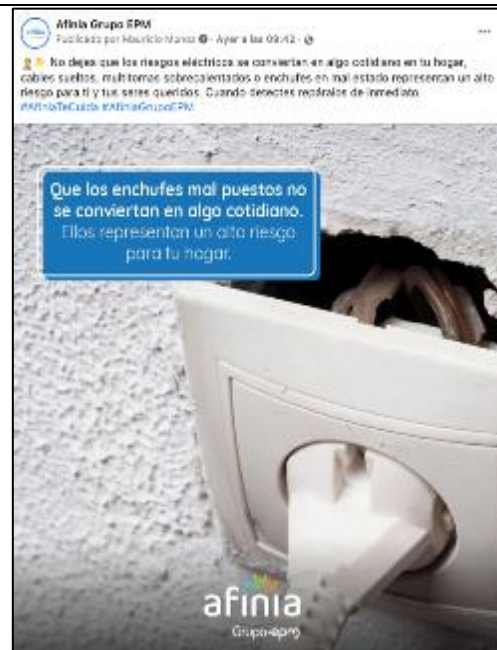 Afinia Grupo EPM
Publicado por Mauricio Munoz · Ayer a las 09:42 ·
No dejes que los riesgos eléctricos se conviertan en algo cotidiano en tu hogar,
cables sueltos, multitomas sobrecalentados o enchufes en mal estado representan un alto
riesgo para ti y tus seres queridos. Cuando detectes repáralos de inmediato.
#AfiniaTeCuida #AfiniaGrupoEPM
Que los enchufes mal puestos no
se conviertan en algo cotidiano.
Ellos representan un alto riesgo
para tu hogar.
afinia
Grupo·epm